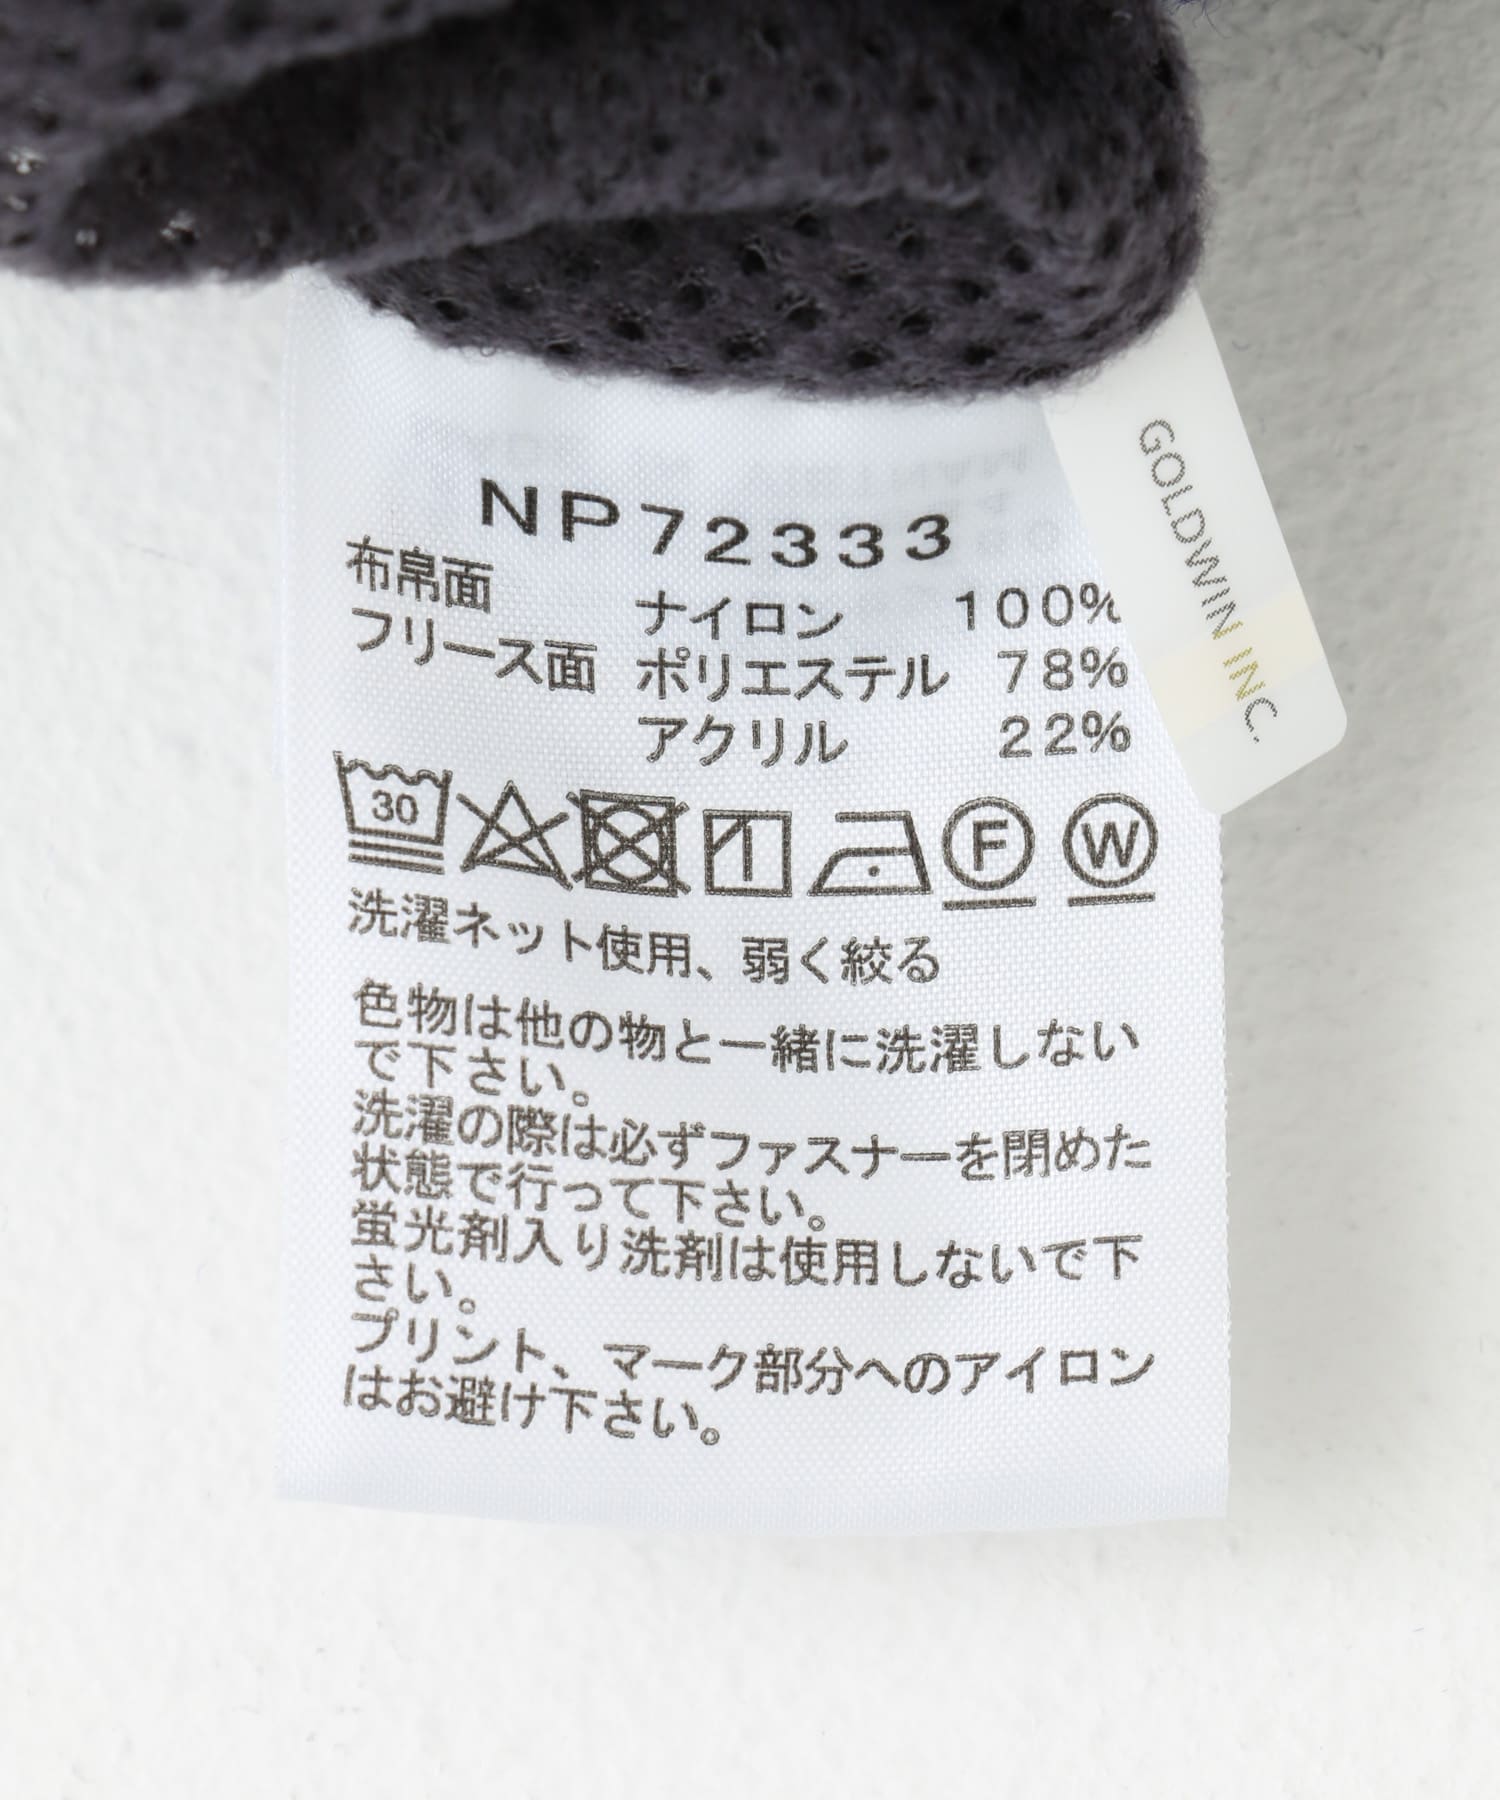 NP72333
布帛面 ナイロン 100%
フリース面 ポリエステル 78%
アクリル 22%
30
F W
洗濯ネット使用、弱く絞る
色物は他の物と一緒に洗濯しない
で下さい。
洗濯の際は必ずファスナーを閉めた
状態で行って下さい。
蛍光剤入り洗剤は使用しないで下
さい。
プリント、マーク部分へのアイロン
はお避け下さい。
GOLDWIN INC.